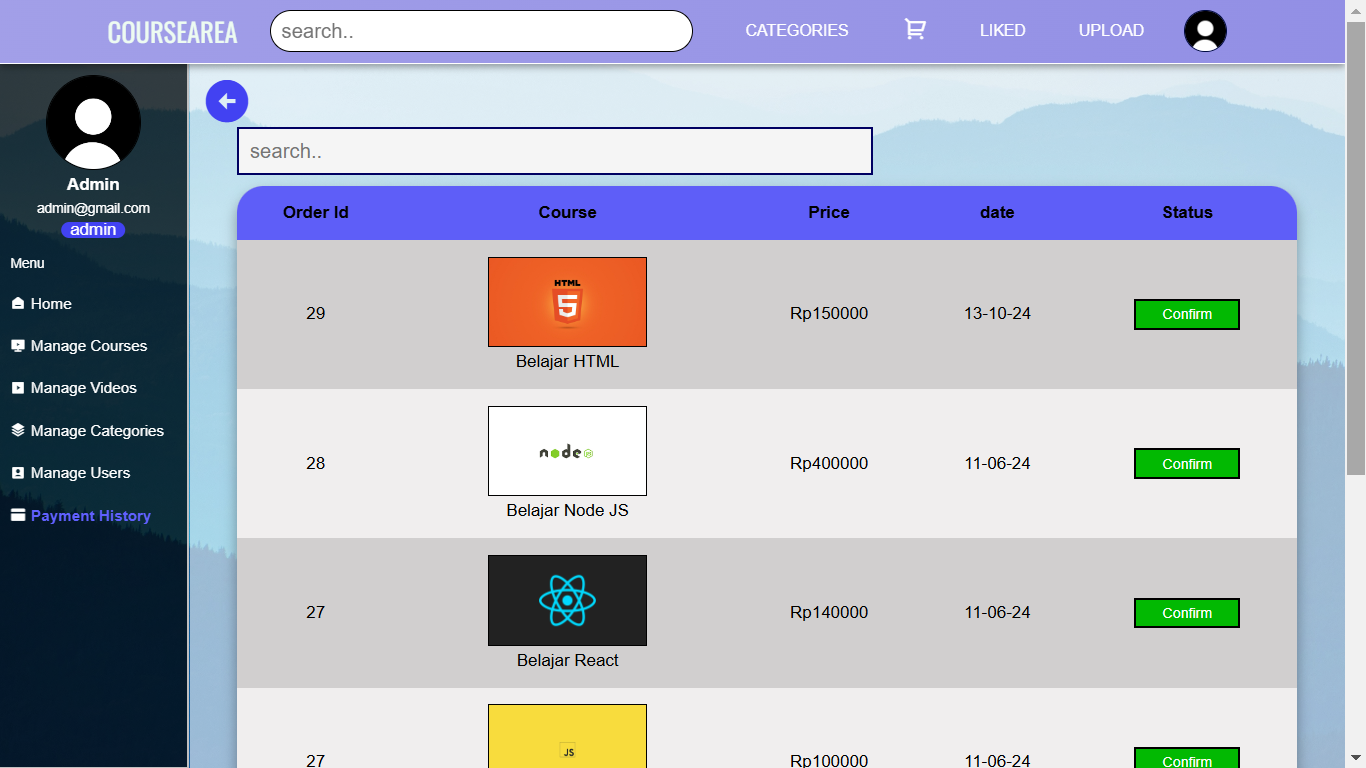 COURSEAREA
search..
CATEGORIES
LIKED
UPLOAD
Admin
admin@gmail.com
admin
Menu
Home
Manage Courses
Manage Videos
Manage Categories
Manage Users
Payment History
search..
Order Id Course Price date Status
HTML
5
29 Rp150000 13-10-24 Confirm
Belajar HTML
node
JS
28 Rp400000 11-06-24 Confirm
Belajar Node JS
27 Rp140000 11-06-24 Confirm
Belajar React
JS
27 Rp100000 11-06-24 Confirm